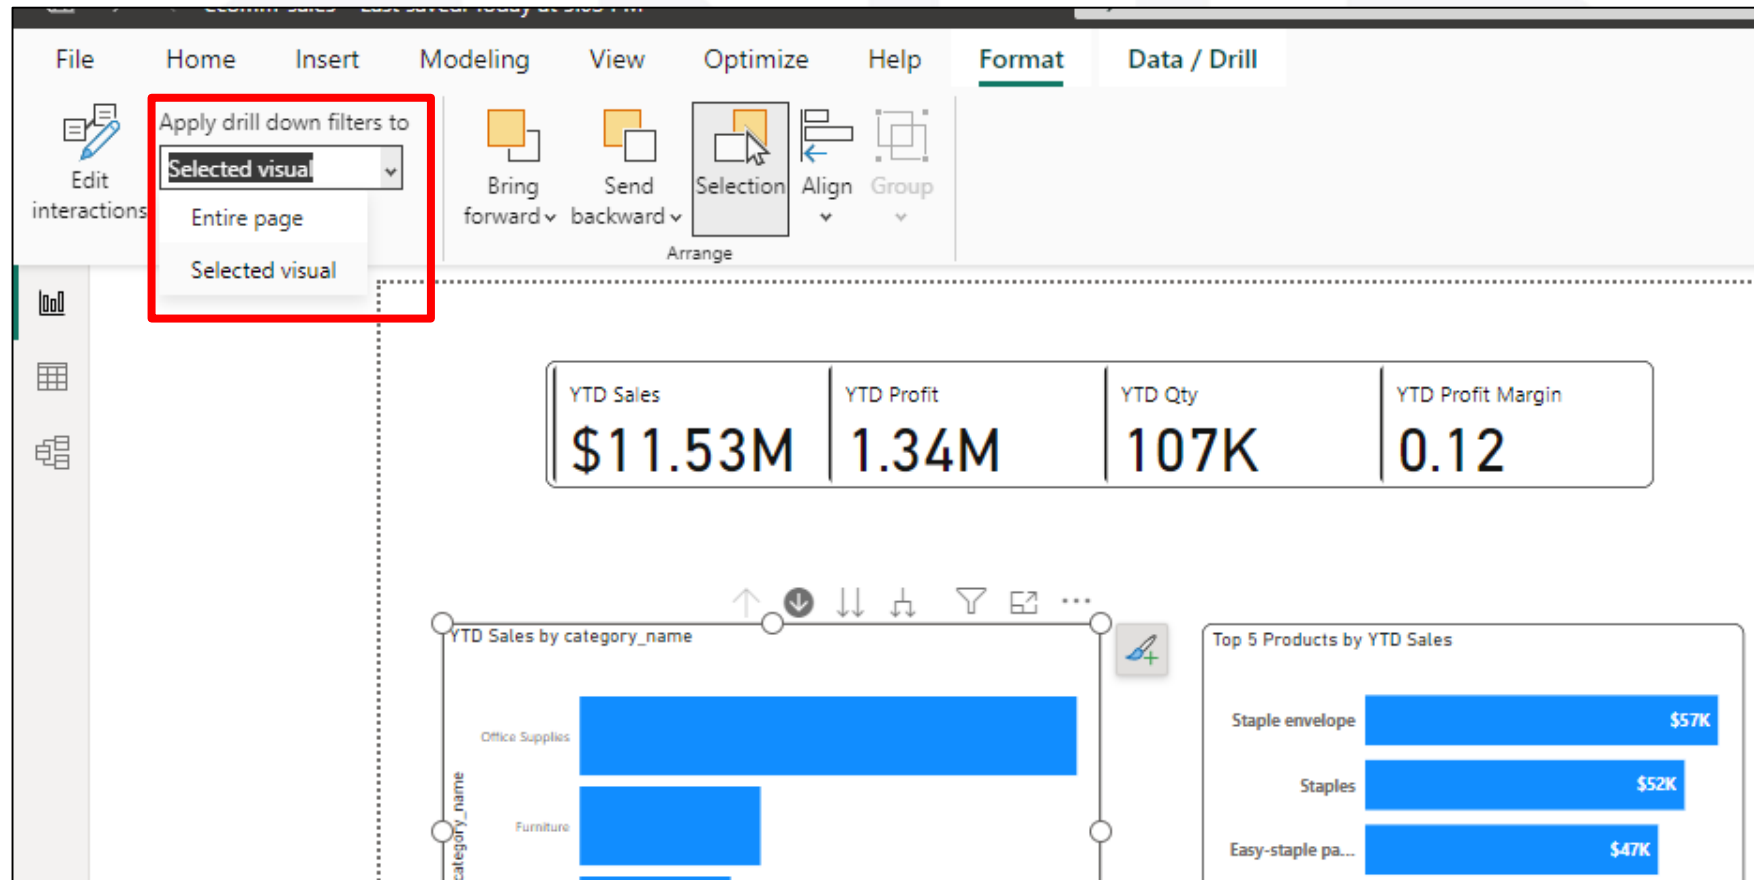 File Home Insert Modeling View Optimize Help Format Data / Drill
Edit
interactions
Apply drill down filters to
Selected visual
Entire page
Selected visual
Bring
forward
Send
backward
Selection
Align
Group
Arrange
YTD Sales
$11.53M
YTD Profit
1.34M
YTD Qty
107K
YTD Profit Margin
0.12
YTD Sales by category_name
category_name
Office Supplies
Furniture
Top 5 Products by YTD Sales
Staple envelope $57K
Staples $52K
Easy-staple pa... $47K